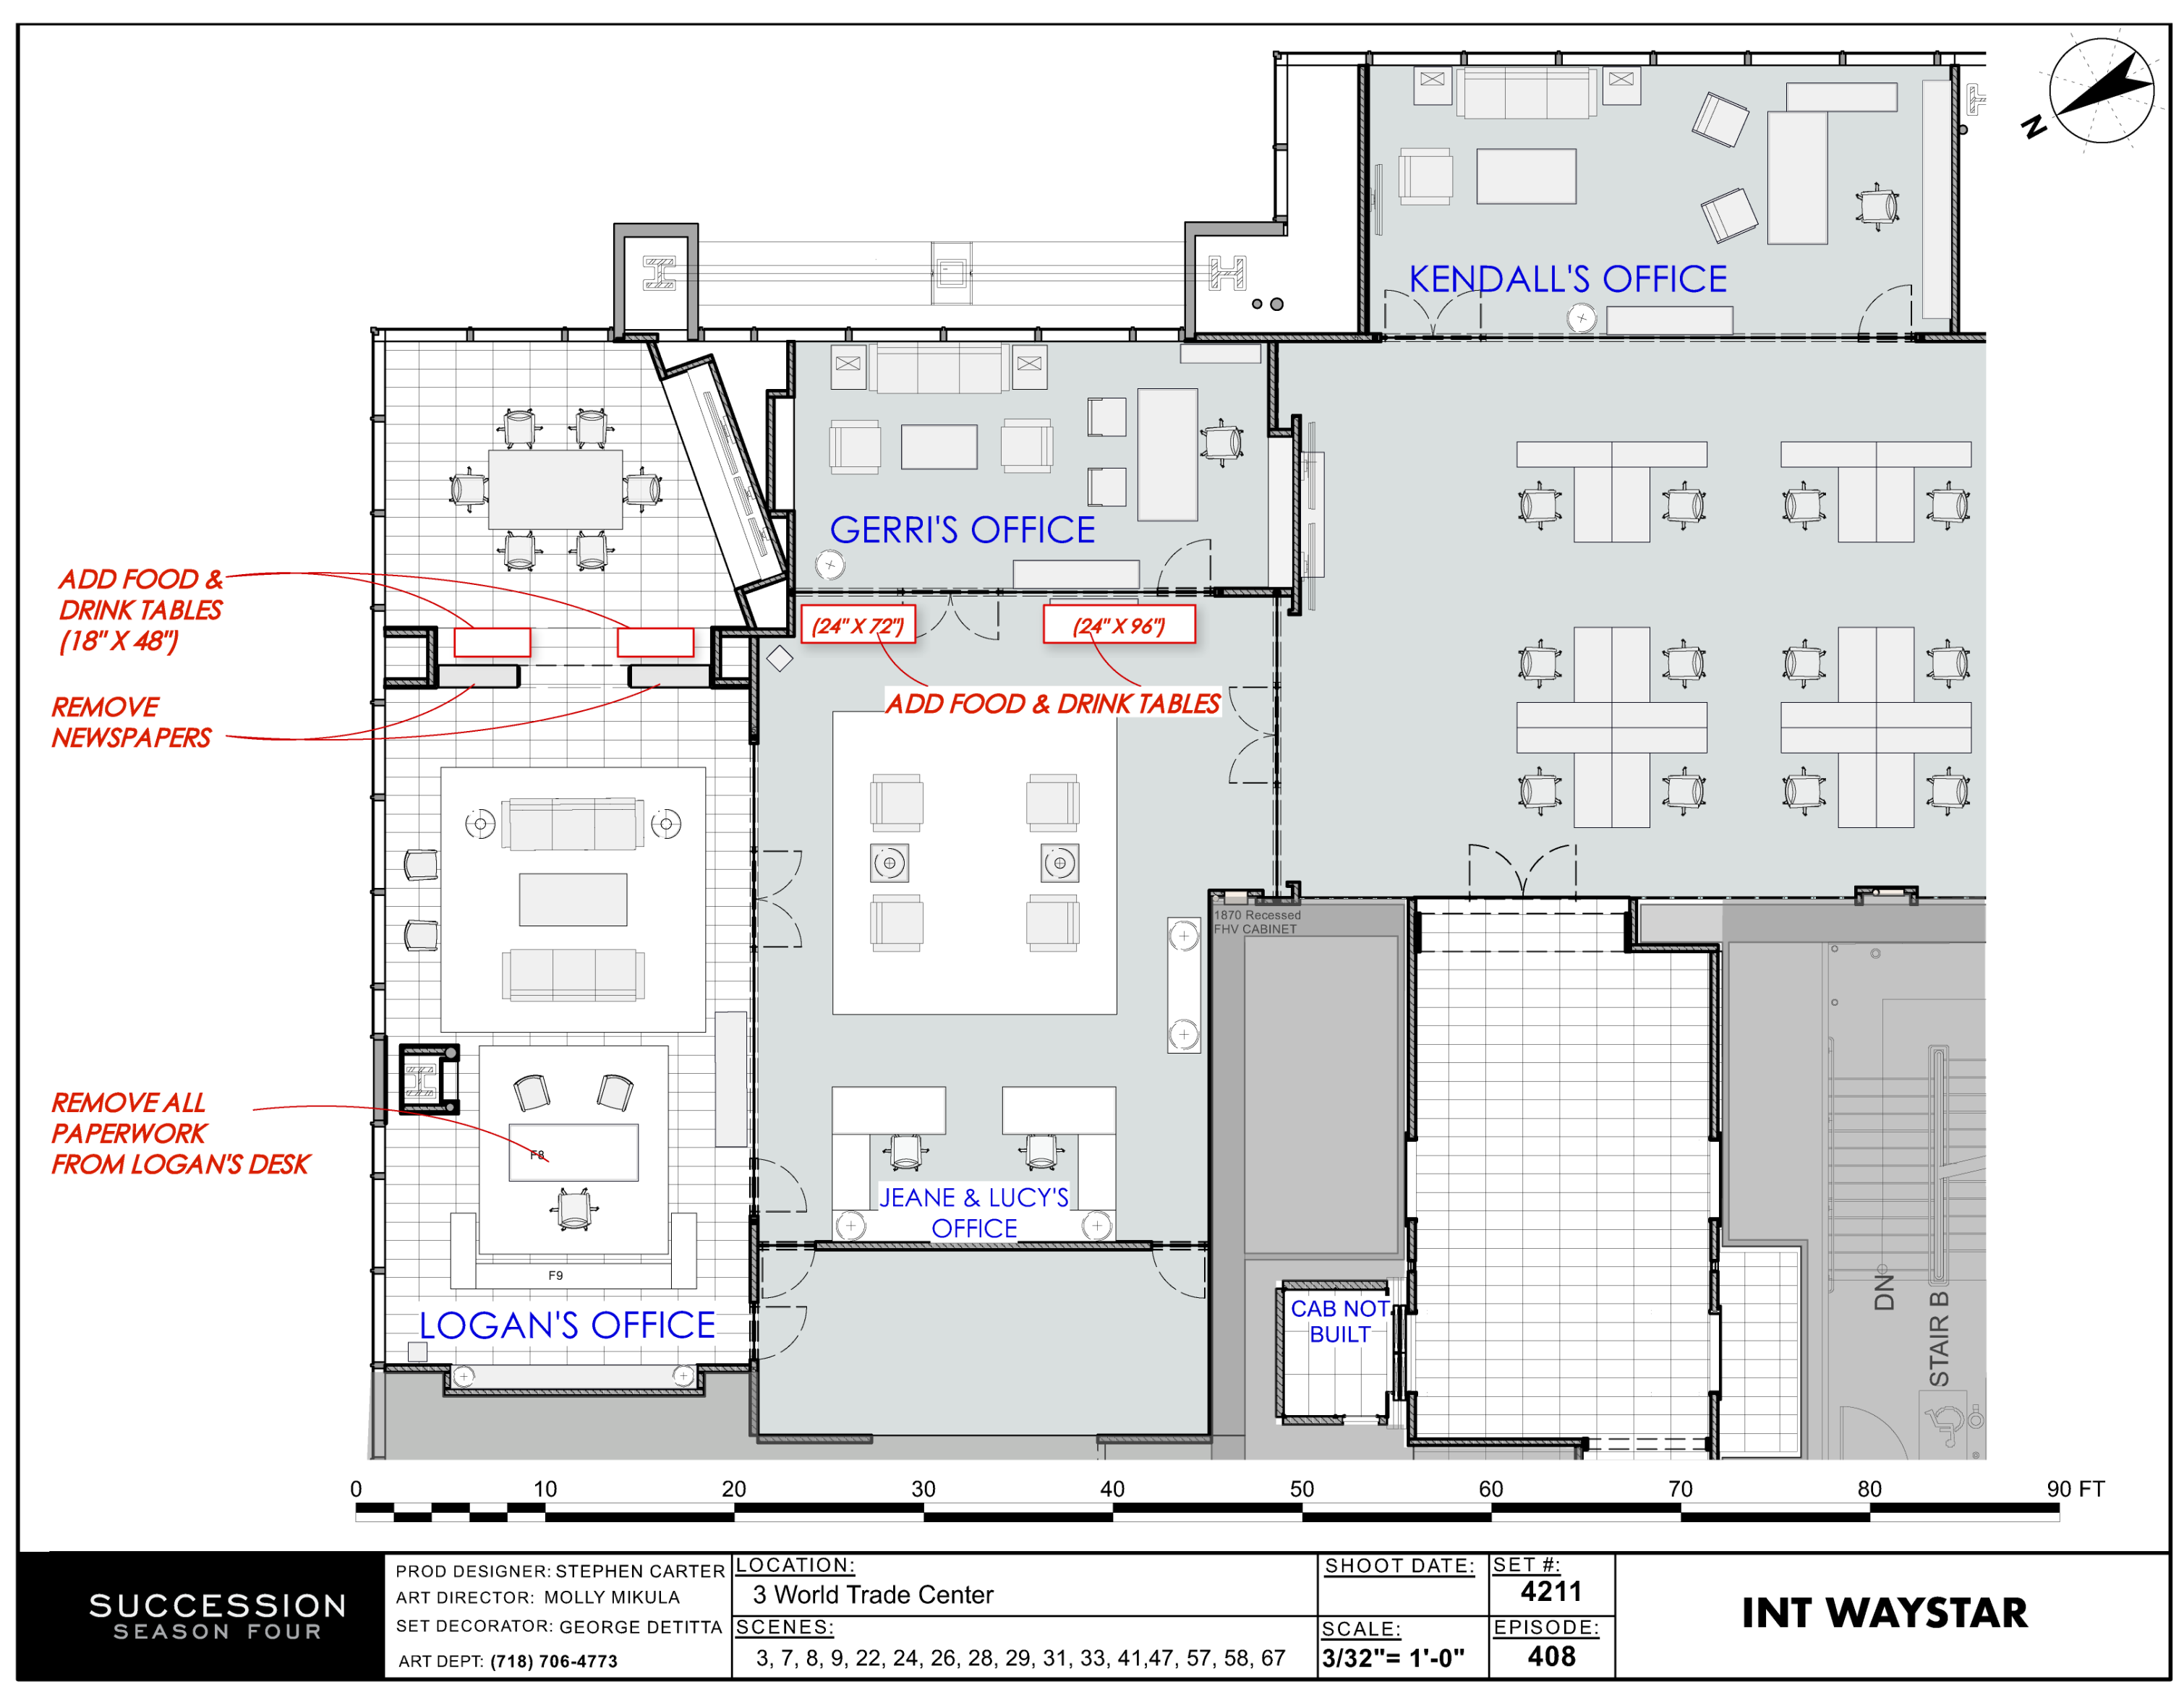 N
KENDALL'S OFFICE
GERRI'S OFFICE
ADD FOOD &
DRINK TABLES
(18" X 48")
(24" X 72")
(24" X 96")
ADD FOOD & DRINK TABLES
REMOVE
NEWSPAPERS
1870 Recessed
FHV CABINET
REMOVE ALL
PAPERWORK
FROM LOGAN'S DESK
F8
JEANE & LUCY'S
OFFICE
F9
LOGAN'S OFFICE
CAB NOT
BUILT
DN
STAIR B
0 10 20 30 40 50 60 70 80 90 FT
SUCCESSION
SEASON FOUR
PROD DESIGNER: STEPHEN CARTER
ART DIRECTOR: MOLLY MIKULA
SET DECORATOR: GEORGE DETITTA
ART DEPT: (718) 706-4773
LOCATION:
3 World Trade Center
SCENES:
3, 7, 8, 9, 22, 24, 26, 28, 29, 31, 33, 41,47, 57, 58, 67
SHOOT DATE:
SCALE:
3/32"= 1'-0"
SET #:
4211
EPISODE:
408
INT WAYSTAR